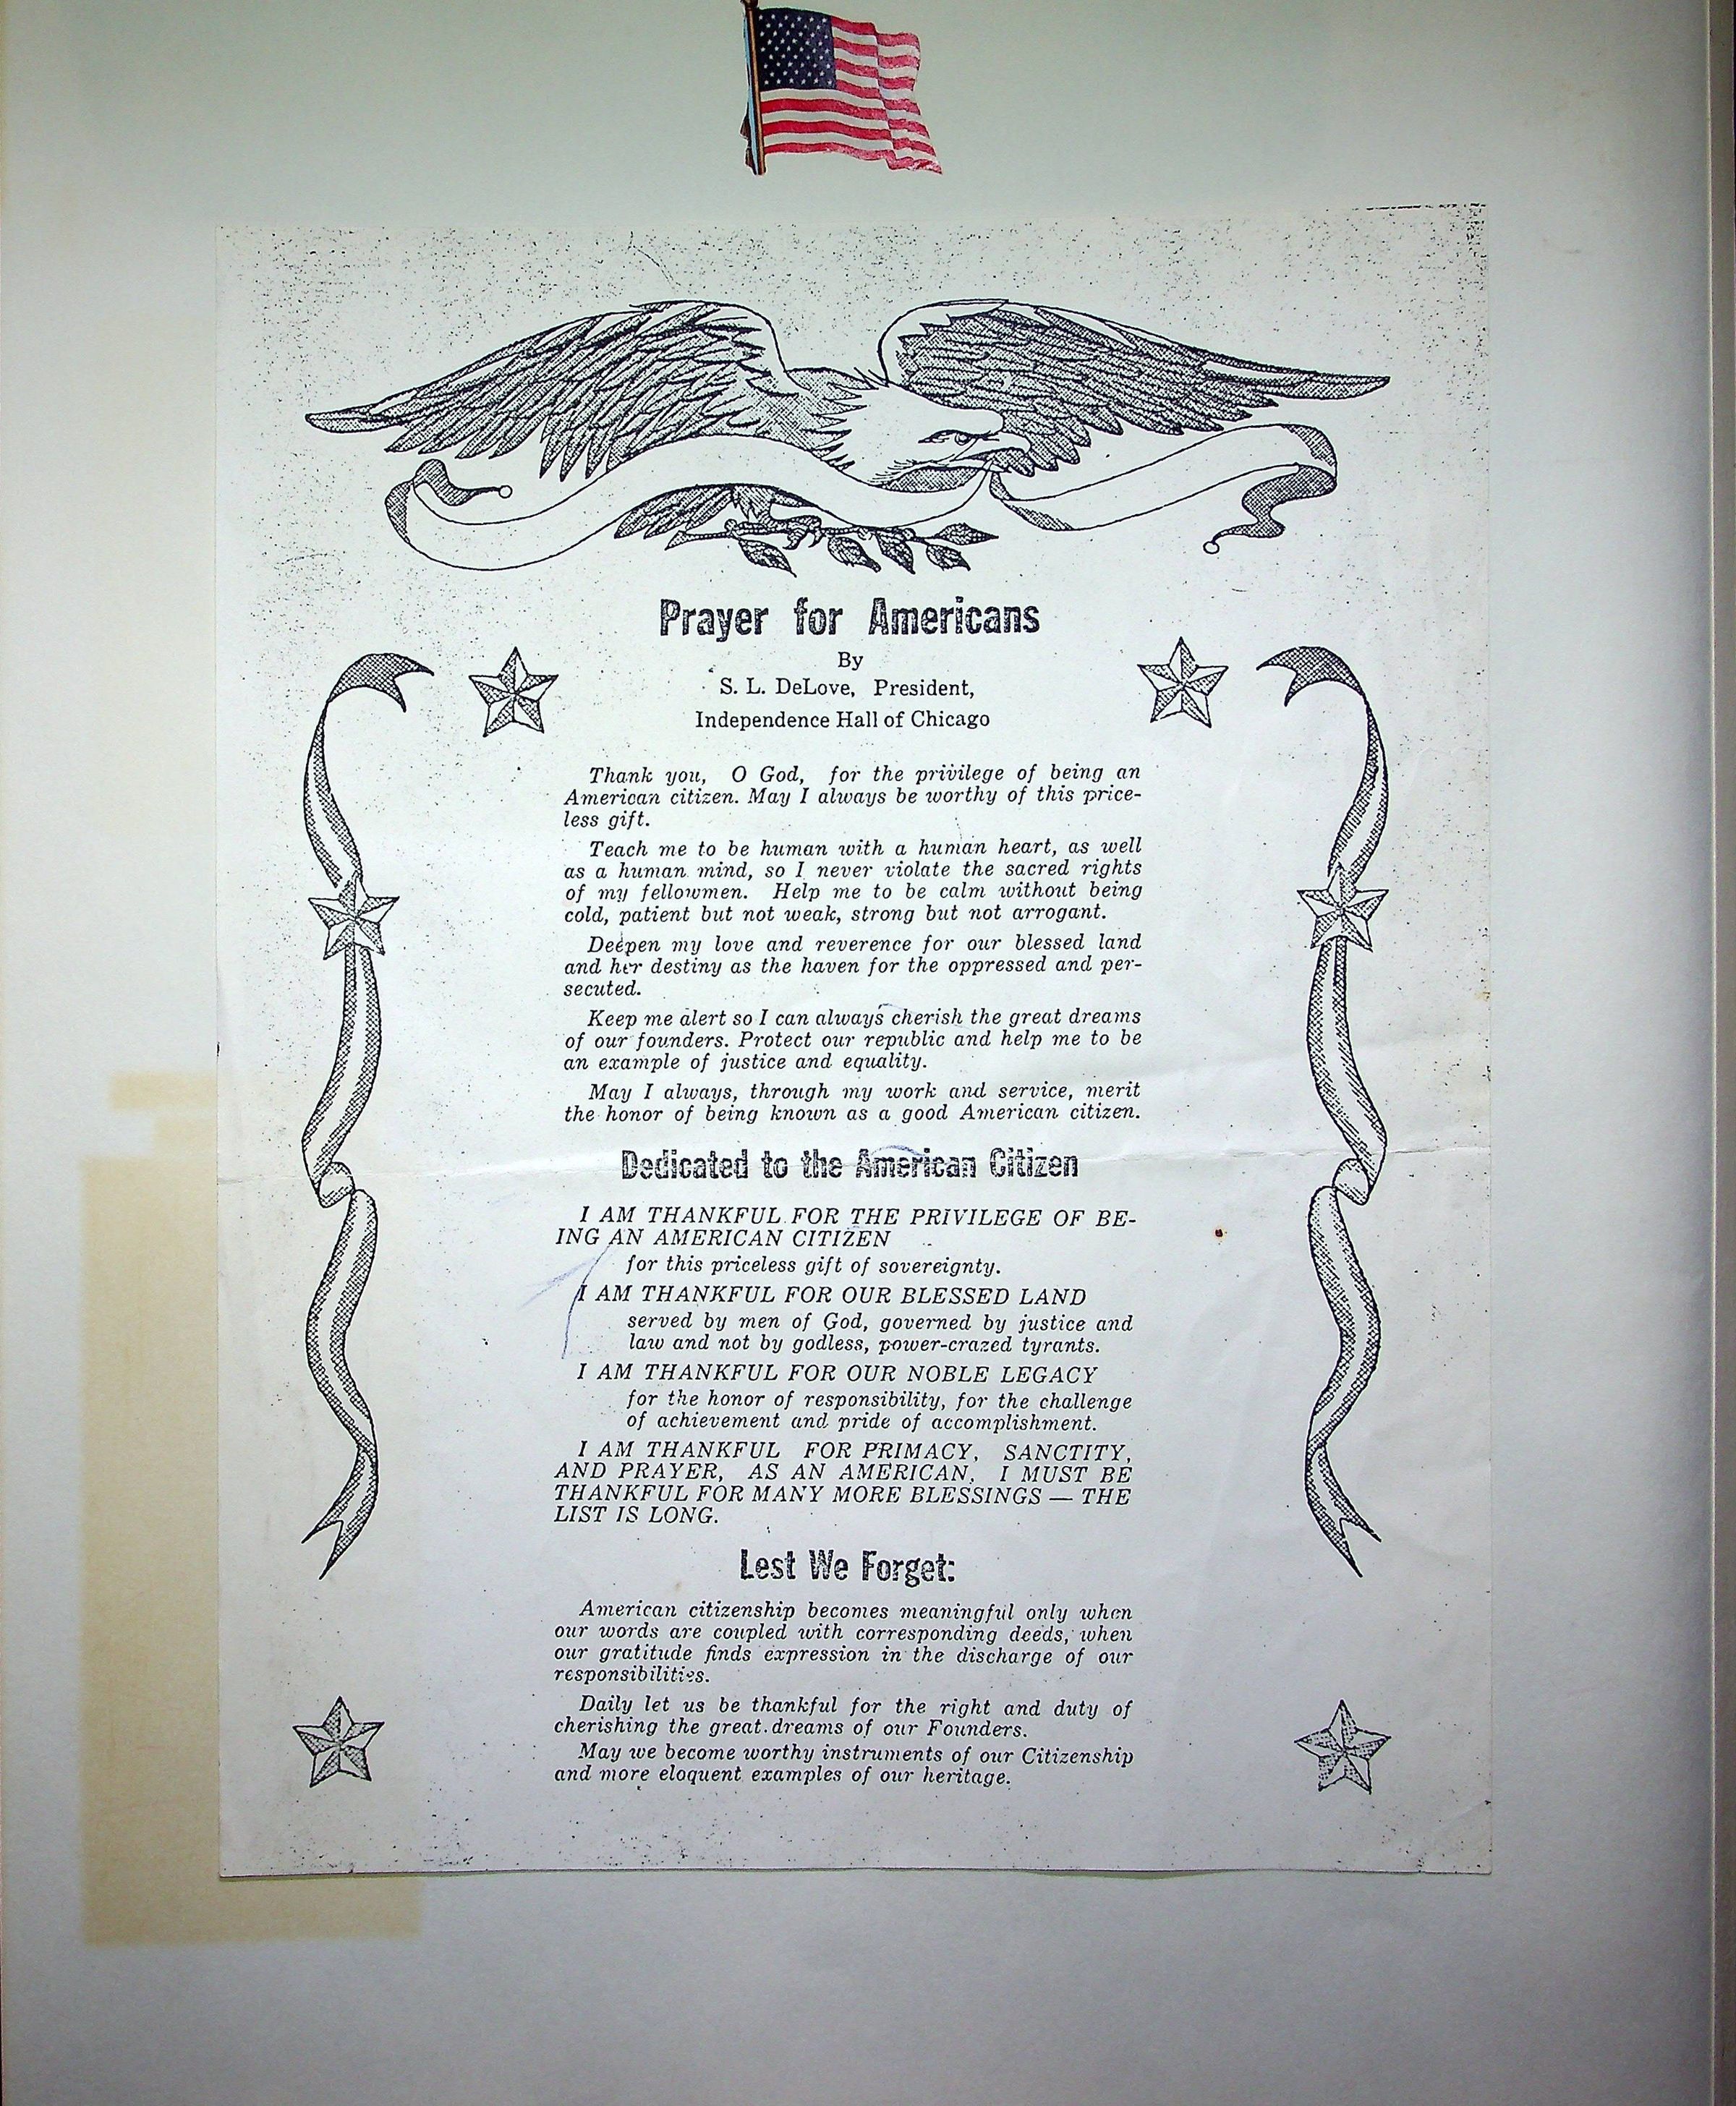 Prayer for Americans
By
S. L. DeLove, President,
Independence Hall of Chicago
Thank you, O God, for the privilege of being an
American citizen. May I always be worthy of this price-
less gift.
Teach me to be human with a human heart, as well
as a human mind, so I never violate the sacred rights
of my fellowmen. Help me to be calm without being
cold, patient but not weak, strong but not arrogant.
Deepen my love and reverence for our blessed land
and her destiny as the haven for the oppressed and per-
secuted.
Keep me alert so I can always cherish the great dreams
of our founders. Protect our republic and help me to be
an example of justice and equality.
May I always, through my work and service, merit
the honor of being known as a good American citizen.
Dedicated to the American Citizen
I AM THANKFUL FOR THE PRIVILEGE OF BE-
ING AN AMERICAN CITIZEN
for this priceless gift of sovereignty.
I AM THANKFUL FOR OUR BLESSED LAND
served by men of God, governed by justice and
law and not by godless, power-crazed tyrants.
I AM THANKFUL FOR OUR NOBLE LEGACY
for the honor of responsibility, for the challenge
of achievement and pride of accomplishment.
I AM THANKFUL FOR PRIMACY, SANCTITY,
AND PRAYER, AS AN AMERICAN, I MUST BE
THANKFUL FOR MANY MORE BLESSINGS — THE
LIST IS LONG.
Lest We Forget:
American citizenship becomes meaningful only when
our words are coupled with corresponding deeds, when
our gratitude finds expression in the discharge of our
responsibilities.
Daily let us be thankful for the right and duty of
cherishing the great dreams of our Founders.
May we become worthy instruments of our Citizenship
and more eloquent examples of our heritage.